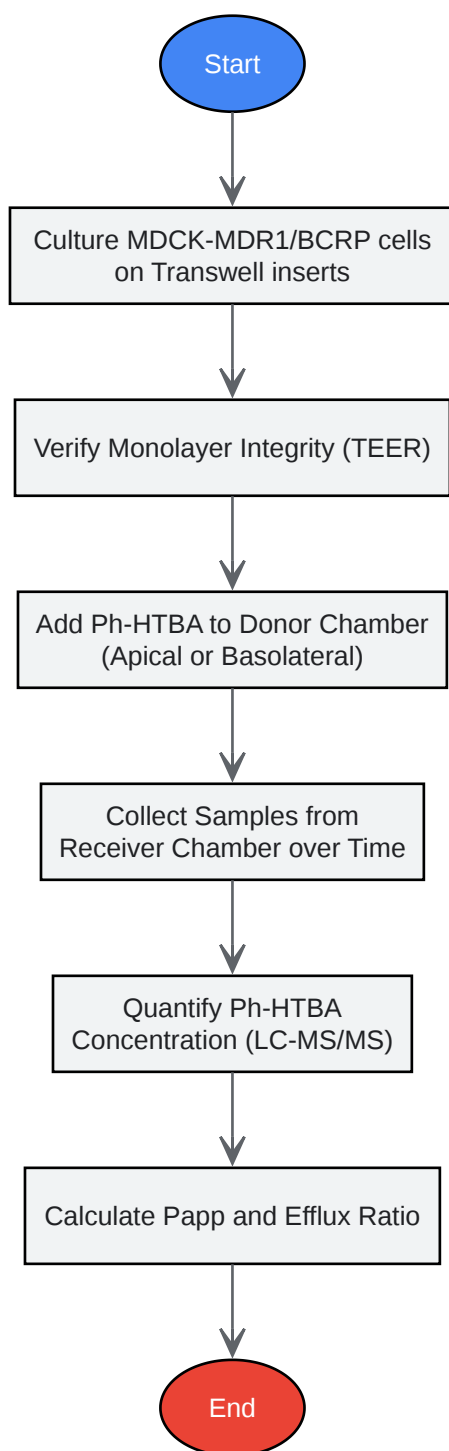 Start
Culture MDCK-MDR1/BCRP cells
on Transwell inserts
Verify Monolayer Integrity (TEER)
Add Ph-HTBA to Donor Chamber
(Apical or Basolateral)
Collect Samples from
Receiver Chamber over Time
Quantify Ph-HTBA
Concentration (LC-MS/MS)
Calculate Papp and Efflux Ratio
End